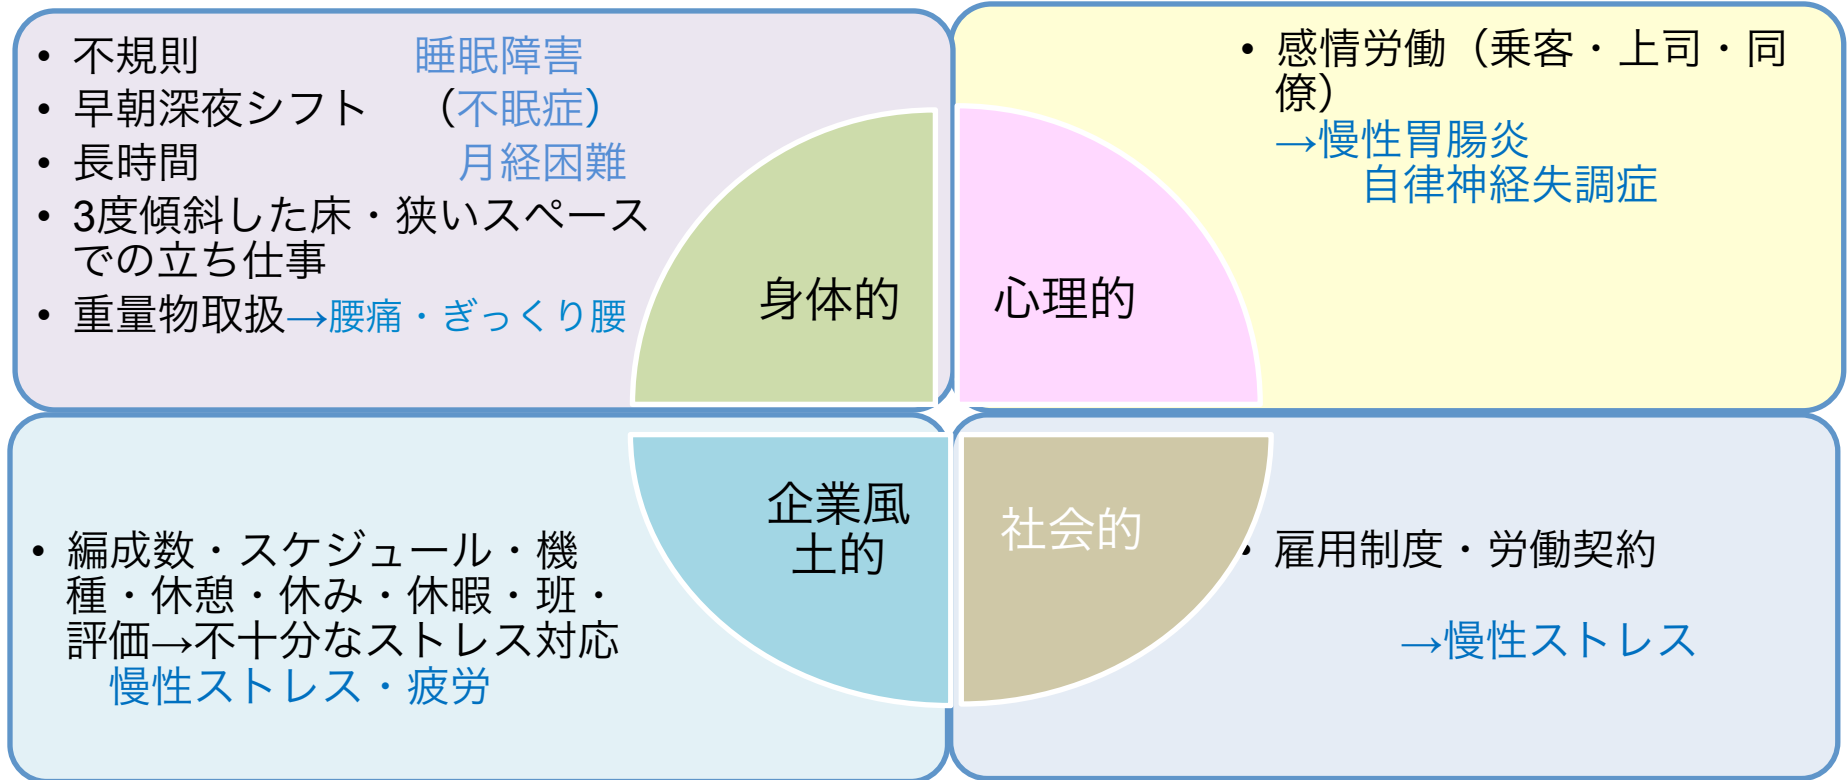 • 不規則　　　　　睡眠障害
• 早朝深夜シフト　（不眠症）
• 長時間　　　　　　月経困難
• 3度傾斜した床・狭いスペース
での立ち仕事
• 重量物取扱→腰痛・ぎっくり腰
身体的
• 感情労働（乗客・上司・同
僚）
→慢性胃腸炎
自律神経失調症
心理的
• 編成数・スケジュール・機
種・休憩・休み・休暇・班・
評価→不十分なストレス対応
慢性ストレス・疲労
企業風
土的
社会的
• 雇用制度・労働契約
→慢性ストレス